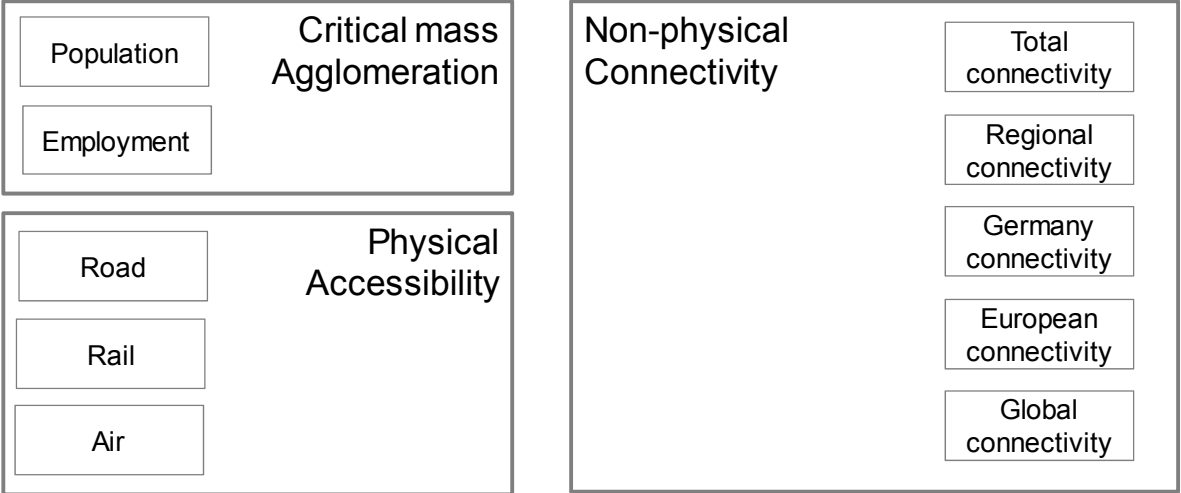 Critical mass
Agglomeration
Population
Employment
Physical
Accessibility
Road
Rail
Air
Non-physical
Connectivity
Total
connectivity
Regional
connectivity
Germany
connectivity
European
connectivity
Global
connectivity